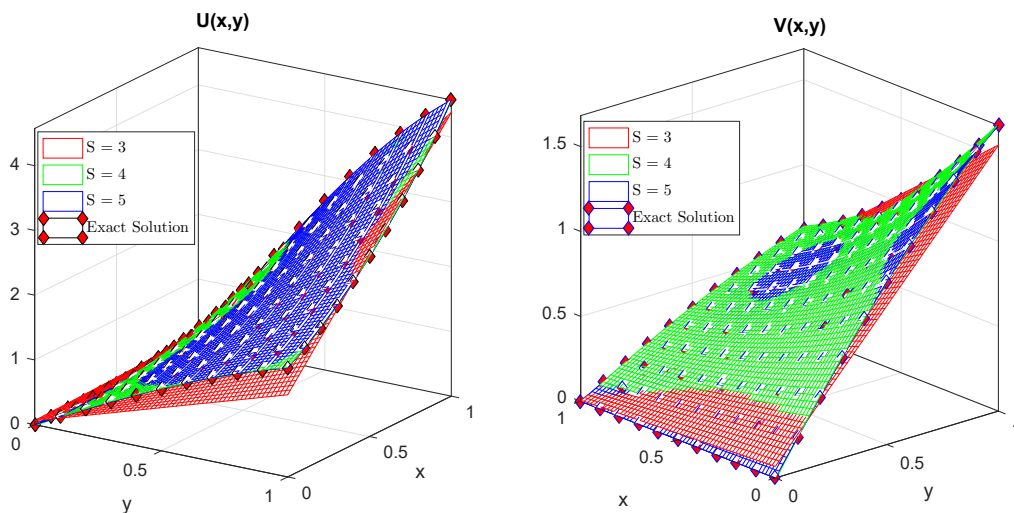 U(x,y)
S = 3
S = 4
S = 5
Exact Solution
4
3
2
1
0
0
0.5
1
y
0
0.5
1
x
V(x,y)
S = 3
S = 4
S = 5
Exact Solution
1.5
1
0.5
0
1
0.5
0
x
0
0.5
y